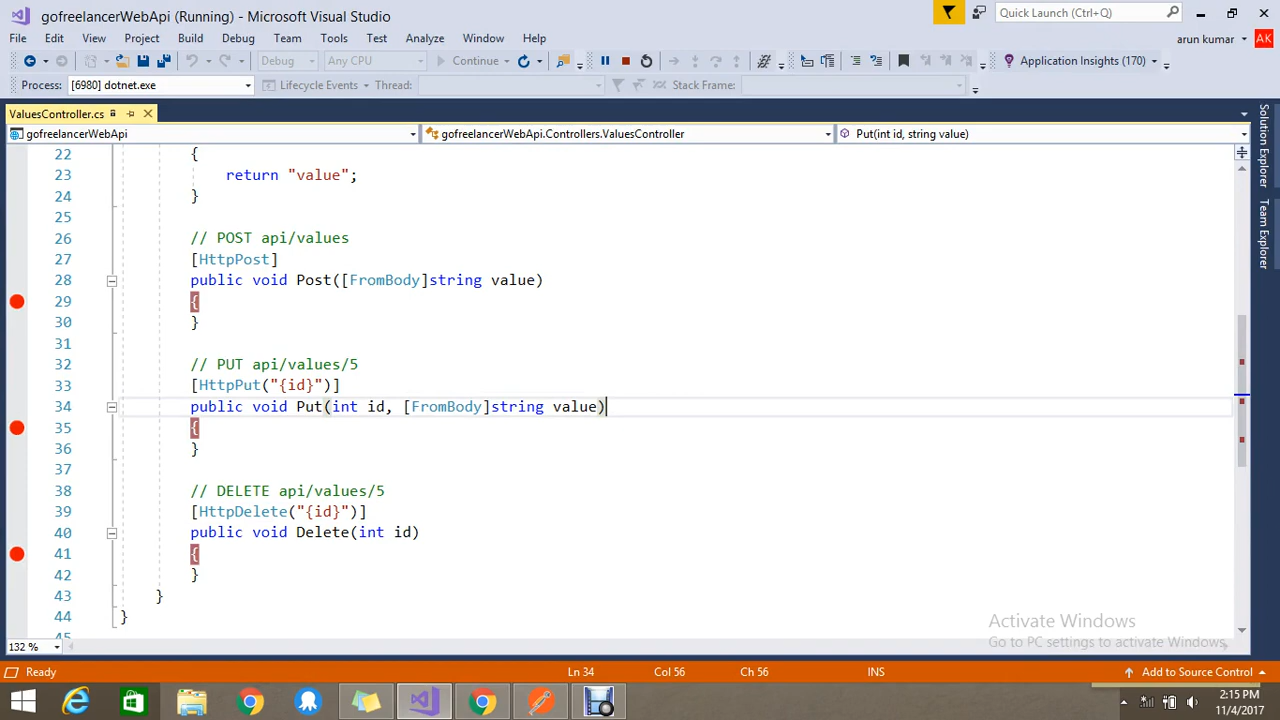 gofreelancerWebApi (Running) - Microsoft Visual Studio
Quick Launch (Ctrl+Q)
File Edit View Project Build Debug Team Tools Test Analyze Window Help
arun kumar AK
Debug Any CPU Continue Application Insights (170)
Process: [6980] dotnet.exe Lifecycle Events Thread: Stack Frame:
ValuesController.cs
gofreelancerWebApi gofreelancerWebApi.Controllers.ValuesController Put(int id, string value)
Solution Explorer
Team Explorer
22 {
23 return "value";
24 }
25
26 // POST api/values
27 [HttpPost]
28 public void Post([FromBody]string value)
29 {
30 }
31
32 // PUT api/values/5
33 [HttpPut("{id}")]
34 public void Put(int id, [FromBody]string value)
35 {
36 }
37
38 // DELETE api/values/5
39 [HttpDelete("{id}")]
40 public void Delete(int id)
41 {
42 }
43 }
44 }
45
Activate Windows
Go to PC settings to activate Windows.
132 %
Ready Ln 34 Col 56 Ch 56 INS Add to Source Control
2:15 PM
11/4/2017